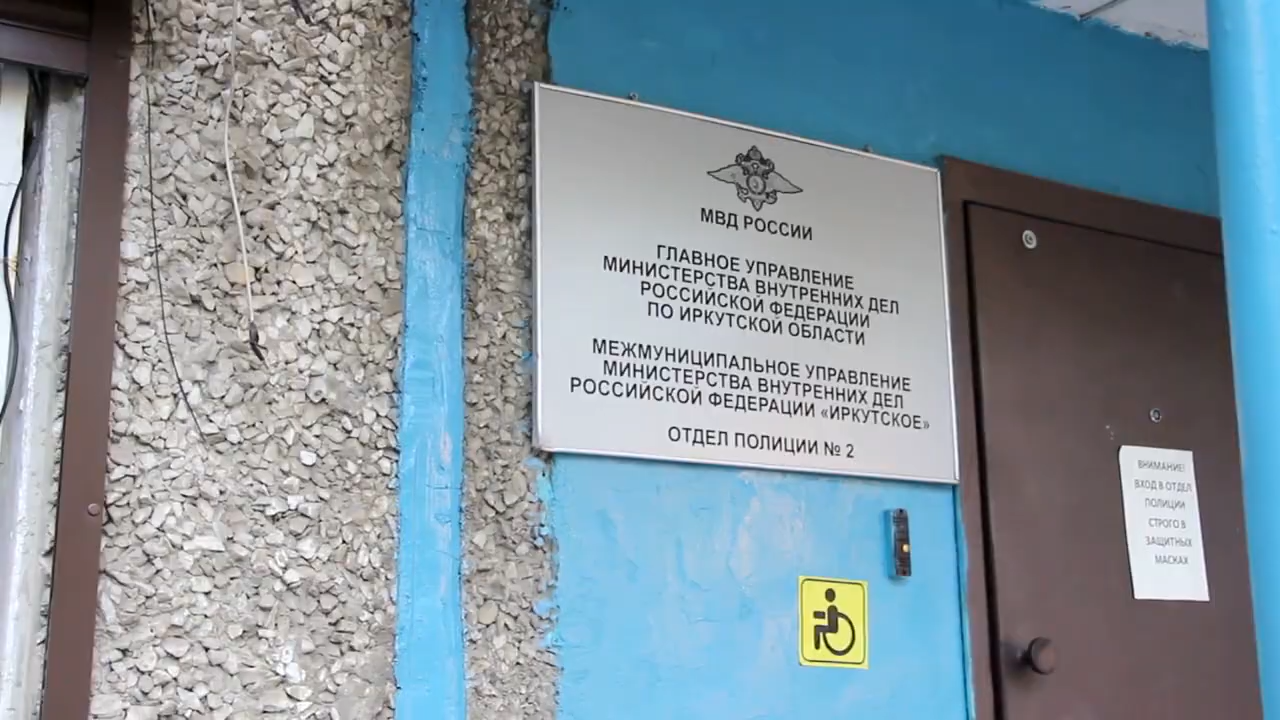 МВД РОССИИ
ГЛАВНОЕ УПРАВЛЕНИЕ
МИНИСТЕРСТВА ВНУТРЕННИХ ДЕЛ
РОССИЙСКОЙ ФЕДЕРАЦИИ
ПО ИРКУТСКОЙ ОБЛАСТИ
МЕЖМУНИЦИПАЛЬНОЕ УПРАВЛЕНИЕ
МИНИСТЕРСТВА ВНУТРЕННИХ ДЕЛ
РОССИЙСКОЙ ФЕДЕРАЦИИ «ИРКУТСКОЕ»
ОТДЕЛ ПОЛИЦИИ № 2
ВНИМАНИЕ!
ВХОД В ОТДЕЛ
ПОЛИЦИИ
СТРОГО В
ЗАЩИТНЫХ
МАСКАХ